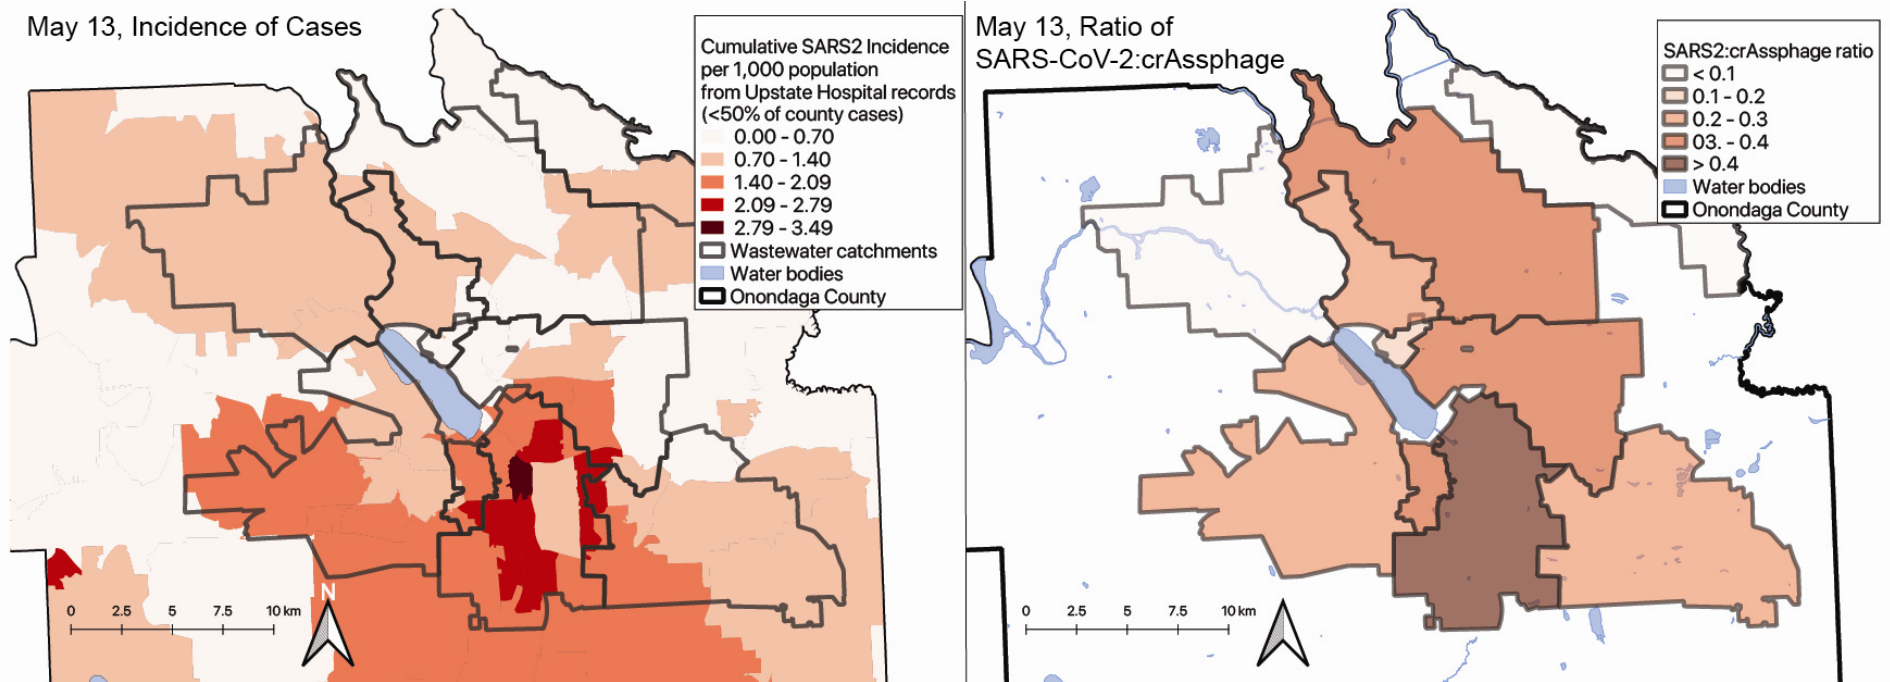 May 13, Incidence of Cases
Cumulative SARS2 Incidence
per 1,000 population
from Upstate Hospital records
(<50% of county cases)
0.00 - 0.70
0.70 - 1.40
1.40 - 2.09
2.09 - 2.79
2.79 - 3.49
Wastewater catchments
Water bodies
Onondaga County
N
0 2.5 5 7.5 10 km
May 13, Ratio of
SARS-CoV-2:crAssphage
SARS2:crAssphage ratio
< 0.1
0.1 - 0.2
0.2 - 0.3
03. - 0.4
> 0.4
Water bodies
Onondaga County
0 2.5 5 7.5 10 km